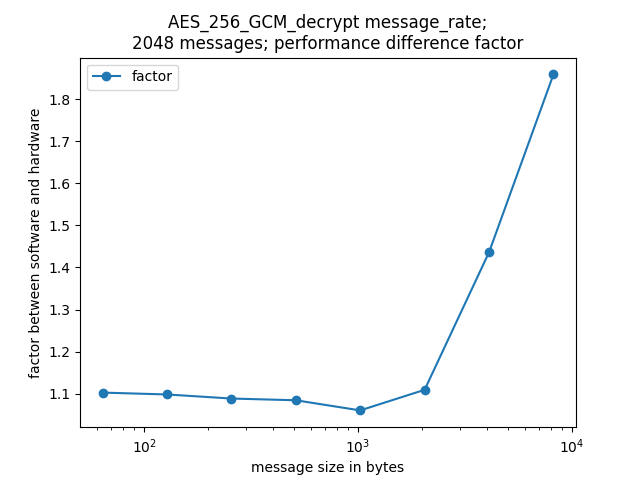 AES_256_GCM_decrypt message_rate;
2048 messages; performance difference factor
factor
factor between software and hardware
1.8
1.7
1.6
1.5
1.4
1.3
1.2
1.1
10²
10³
10⁴
message size in bytes